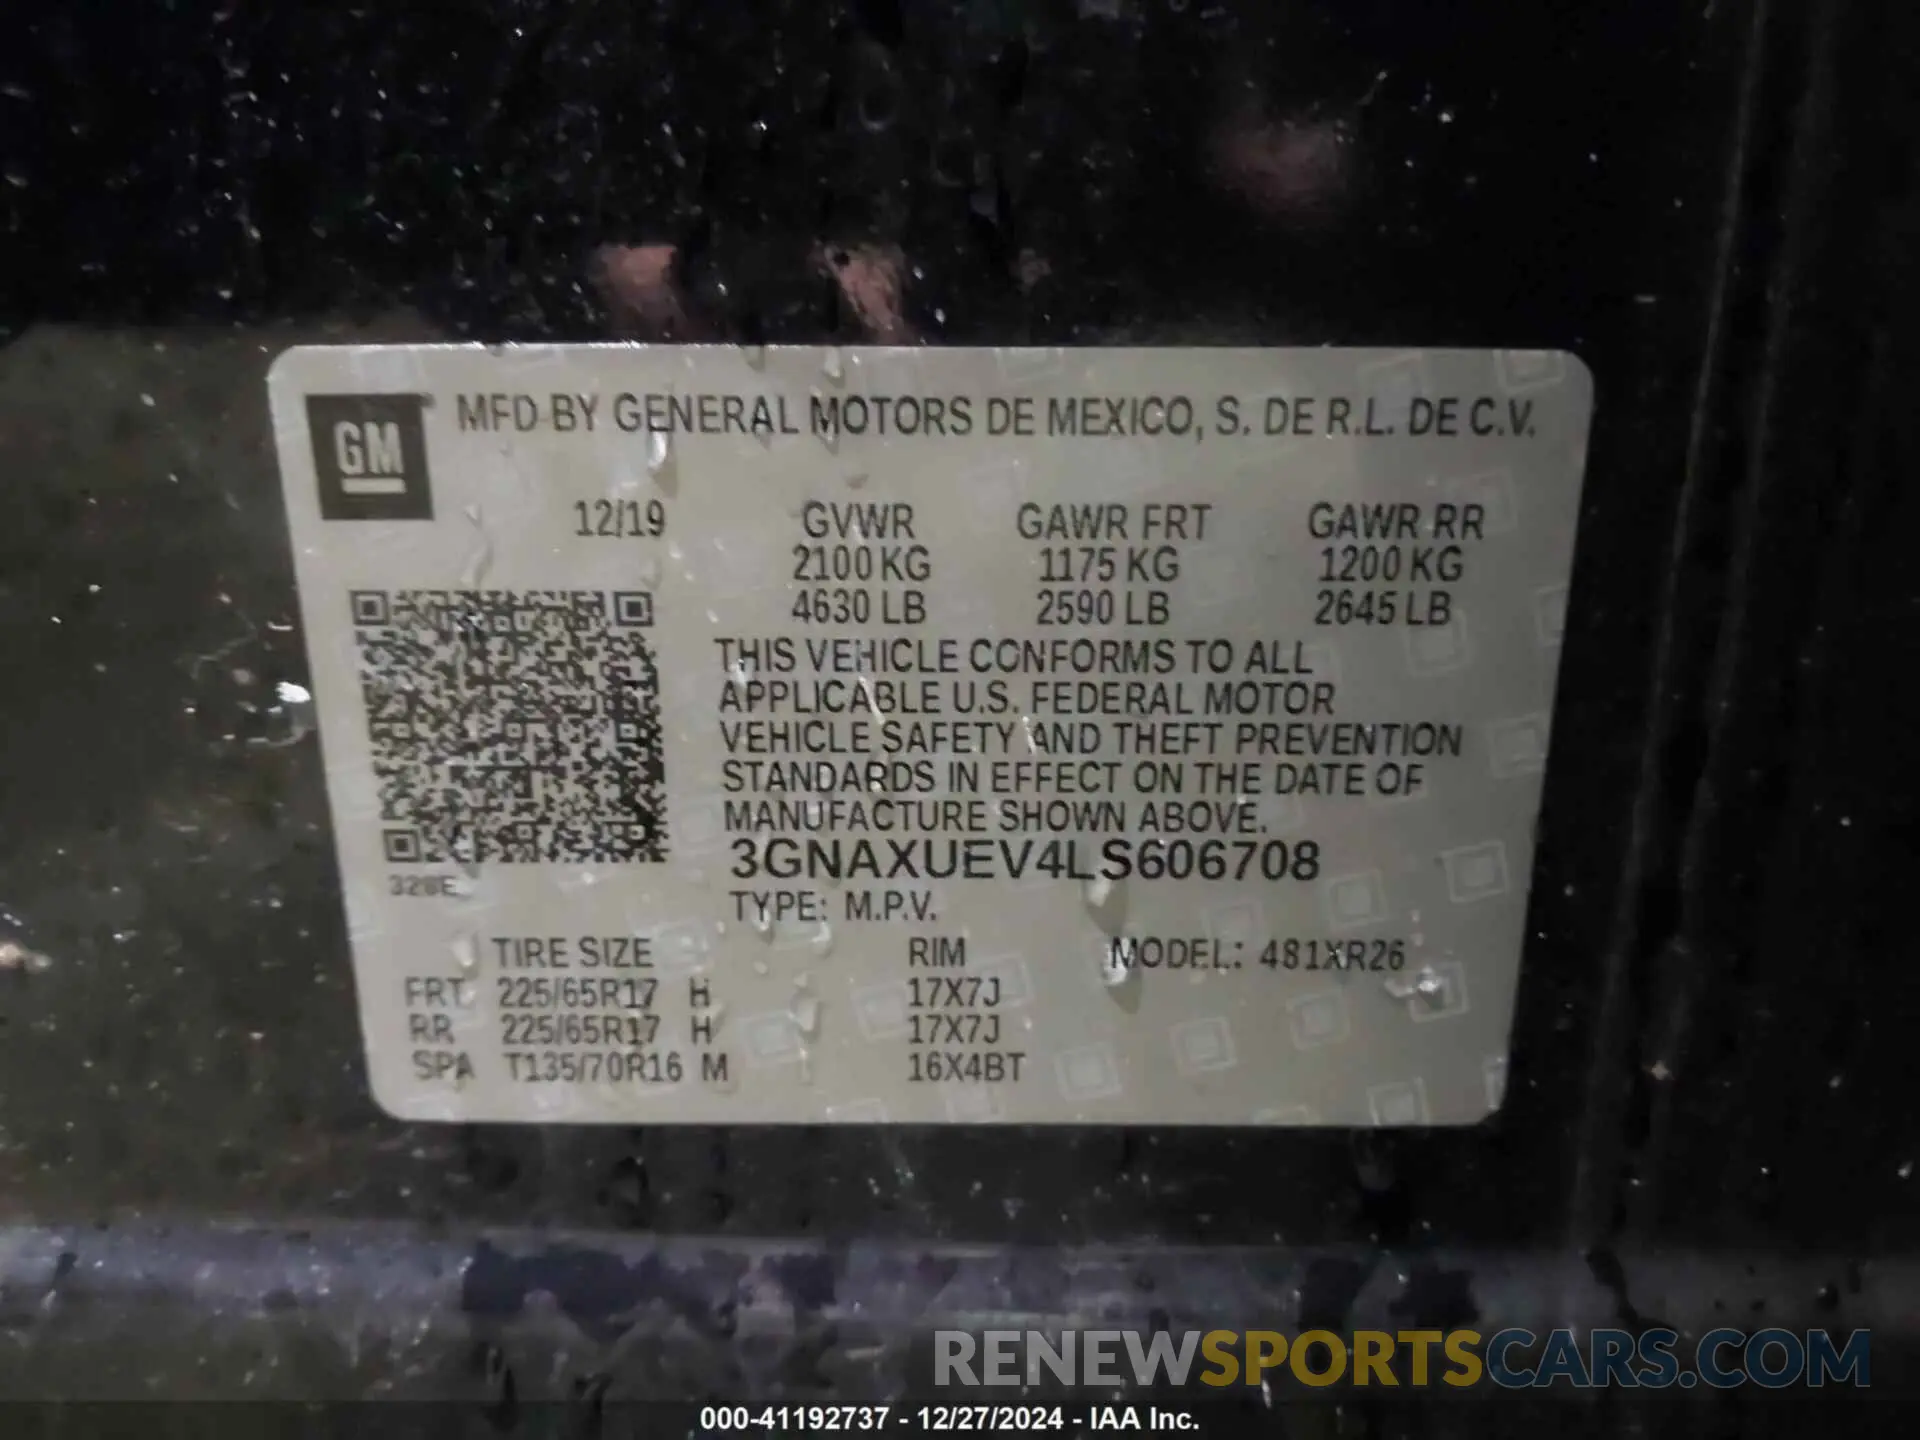 GM
MFD BY GENERAL MOTORS DE MEXICO, S. DE R.L. DE C.V.
12/19 GVWR GAWR FRT GAWR RR
2100 KG 1175 KG 1200 KG
4630 LB 2590 LB 2645 LB
THIS VEHICLE CONFORMS TO ALL
APPLICABLE U.S. FEDERAL MOTOR
VEHICLE SAFETY AND THEFT PREVENTION
STANDARDS IN EFFECT ON THE DATE OF
MANUFACTURE SHOWN ABOVE.
3GNAXUEV4LS606708
TYPE: M.P.V.
TIRE SIZE RIM MODEL: 481XR26
FRT 225/65R17 H 17X7J
RR 225/65R17 H 17X7J
SPA T135/70R16 M 16X4BT
RENEWSPORTSCARS.COM
000-41192737 - 12/27/2024 - IAA Inc.